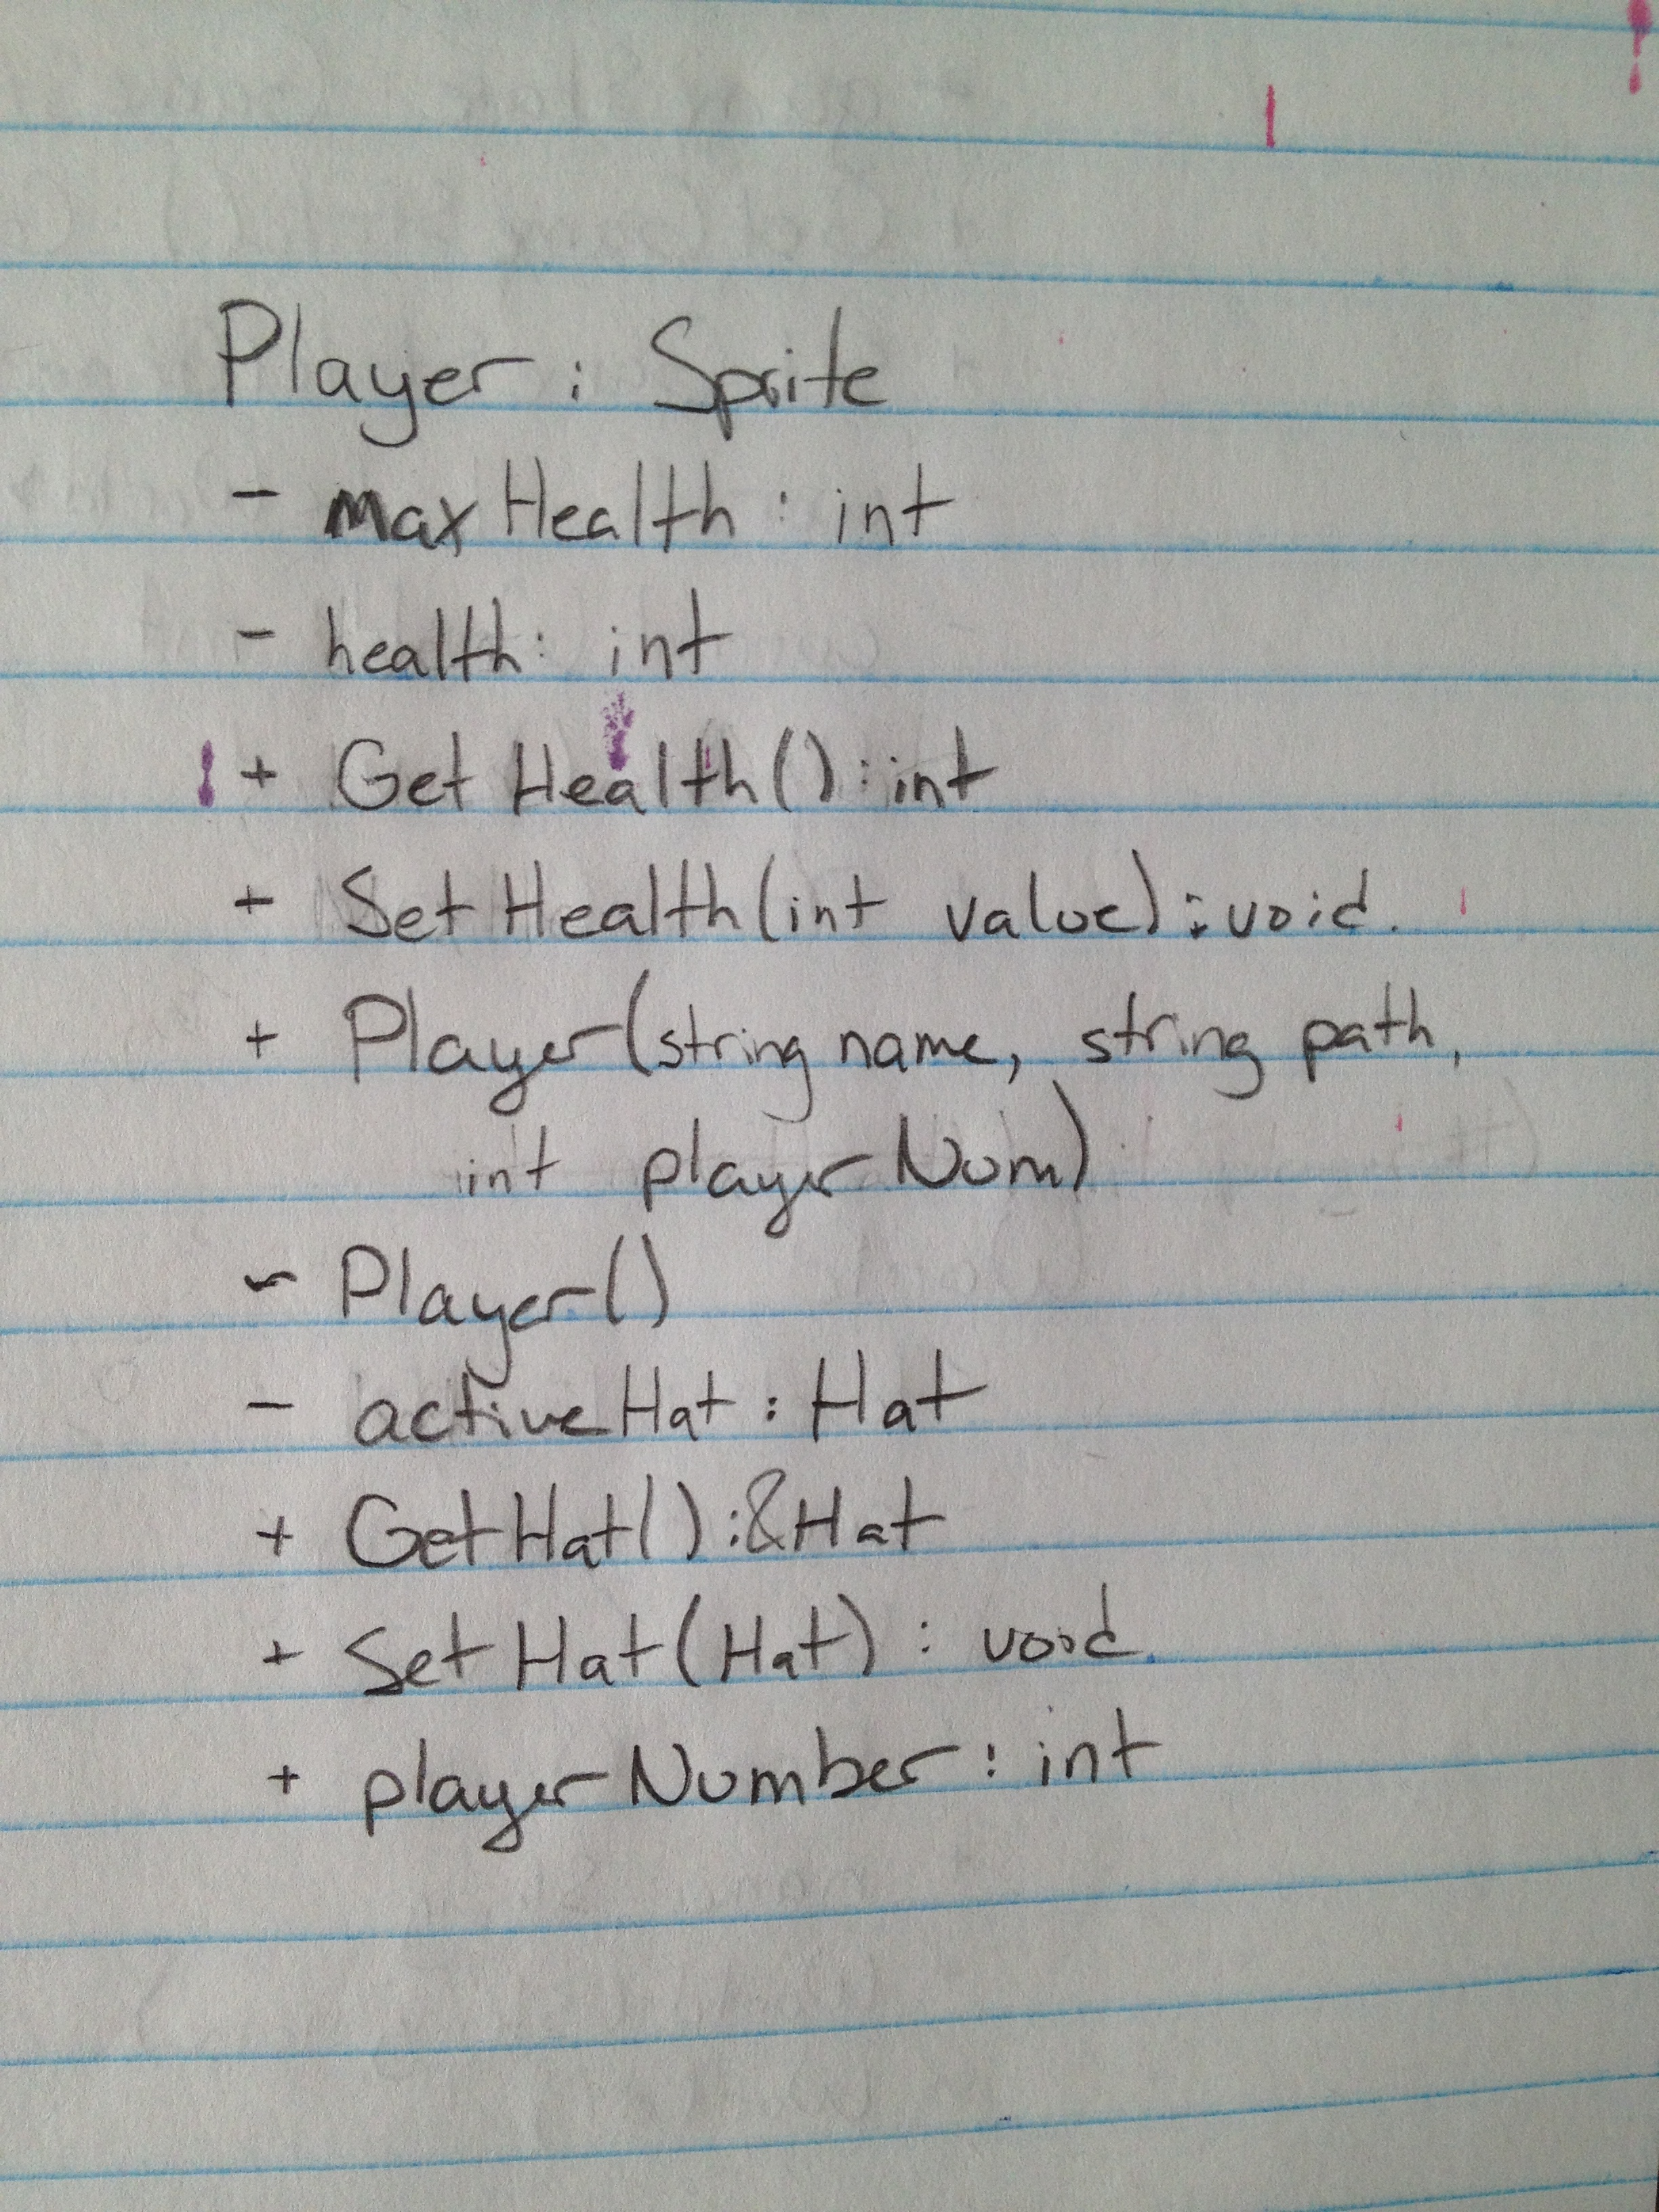 Player : Sprite
- maxHealth : int
- health : int
+ GetHealth() : int
+ SetHealth(int value) : void.
+ Player(string name, string path,
int playerNum)
- Player()
- activeHat : Hat
+ GetHat() : &Hat
+ SetHat(Hat) : void
+ playerNumber : int